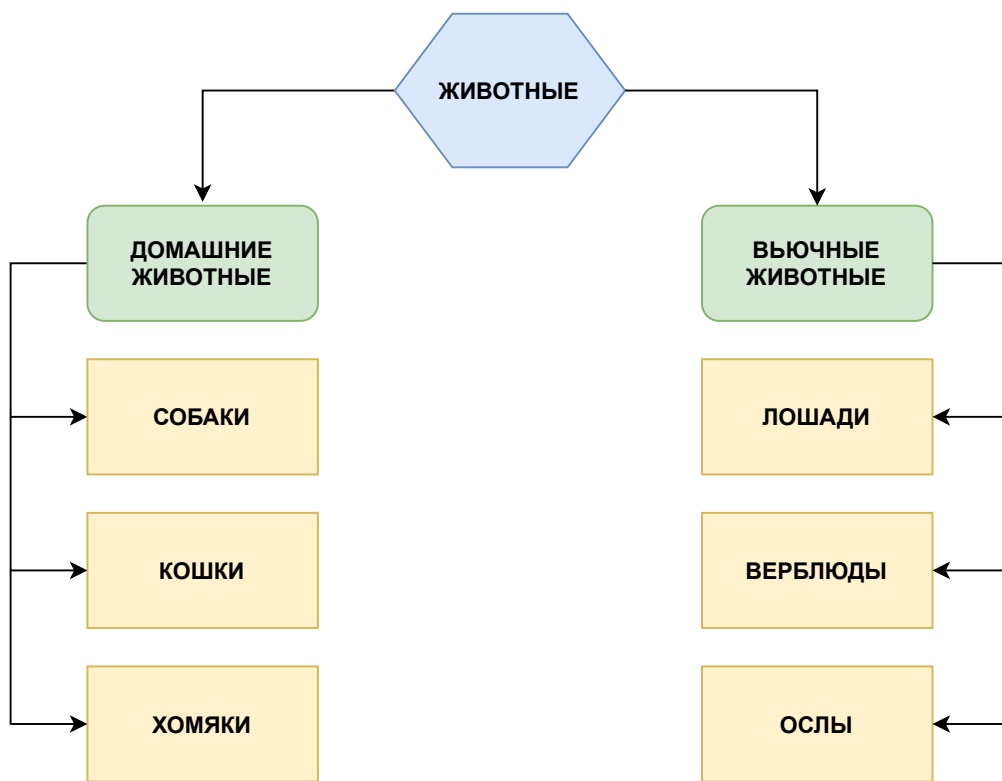 ЖИВОТНЫЕ
ДОМАШНИЕ
ЖИВОТНЫЕ
ВЬЮЧНЫЕ
ЖИВОТНЫЕ
СОБАКИ
ЛОШАДИ
КОШКИ
ВЕРБЛЮДЫ
ХОМЯКИ
ОСЛЫ